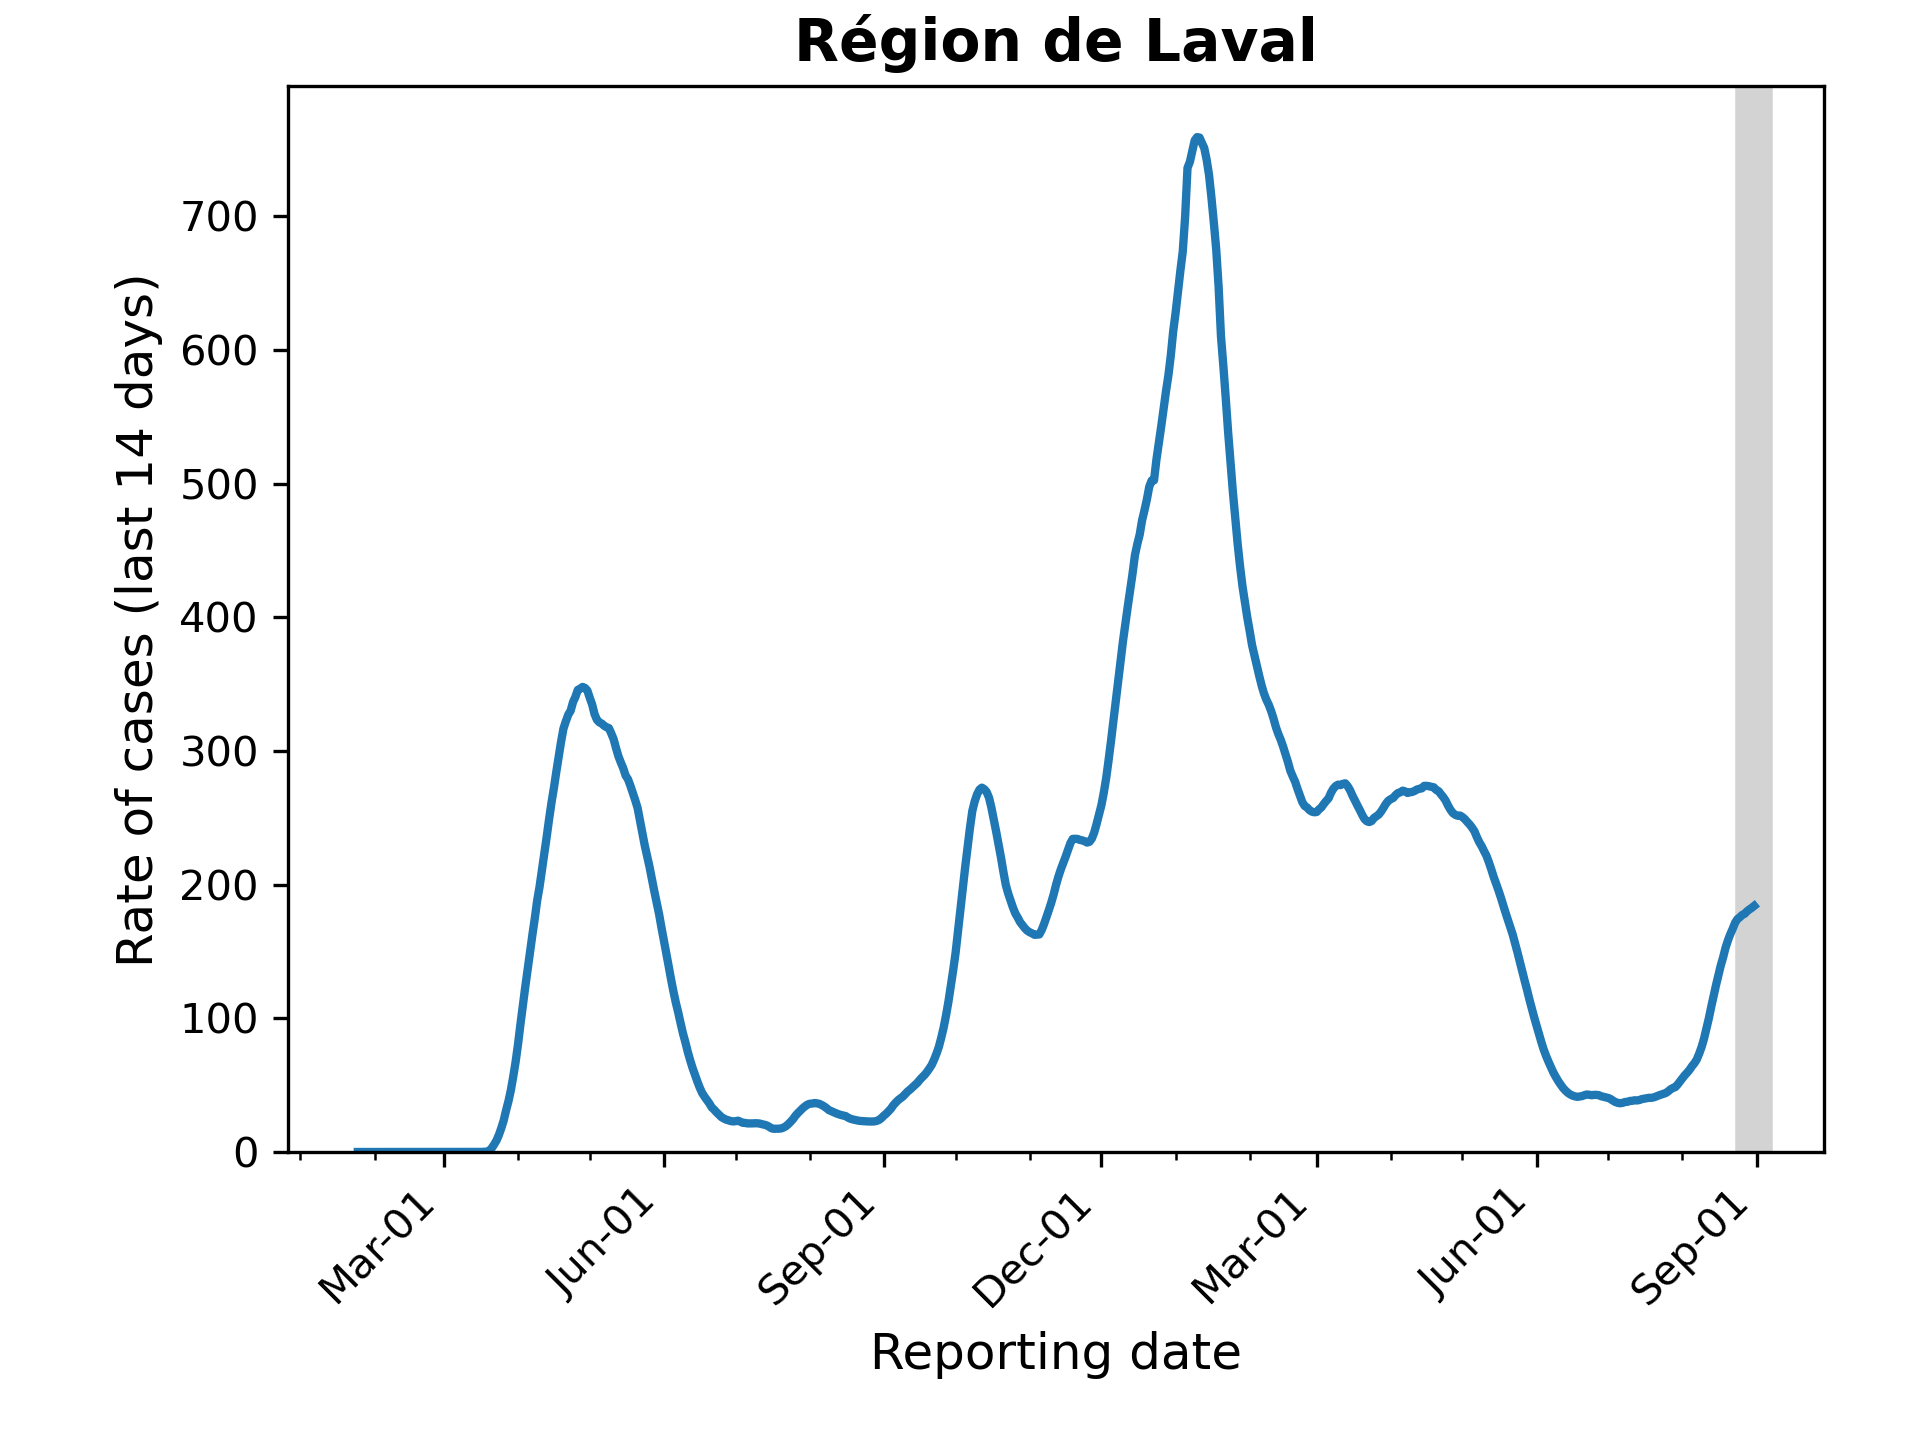 Région de Laval
Rate of cases (last 14 days)
700
600
500
400
300
200
100
0
Mar-01
Jun-01
Sep-01
Dec-01
Mar-01
Jun-01
Sep-01
Reporting date